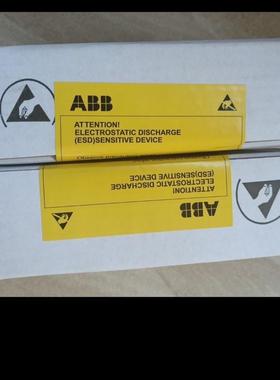 ABB
ATTENTION!
ELECTROSTATIC DISCHARGE
(ESD)SENSITIVE DEVICE
ATTENTION!
ELECTROSTATIC DISCHARGE
(ESD)SENSITIVE DEVICE
ABB